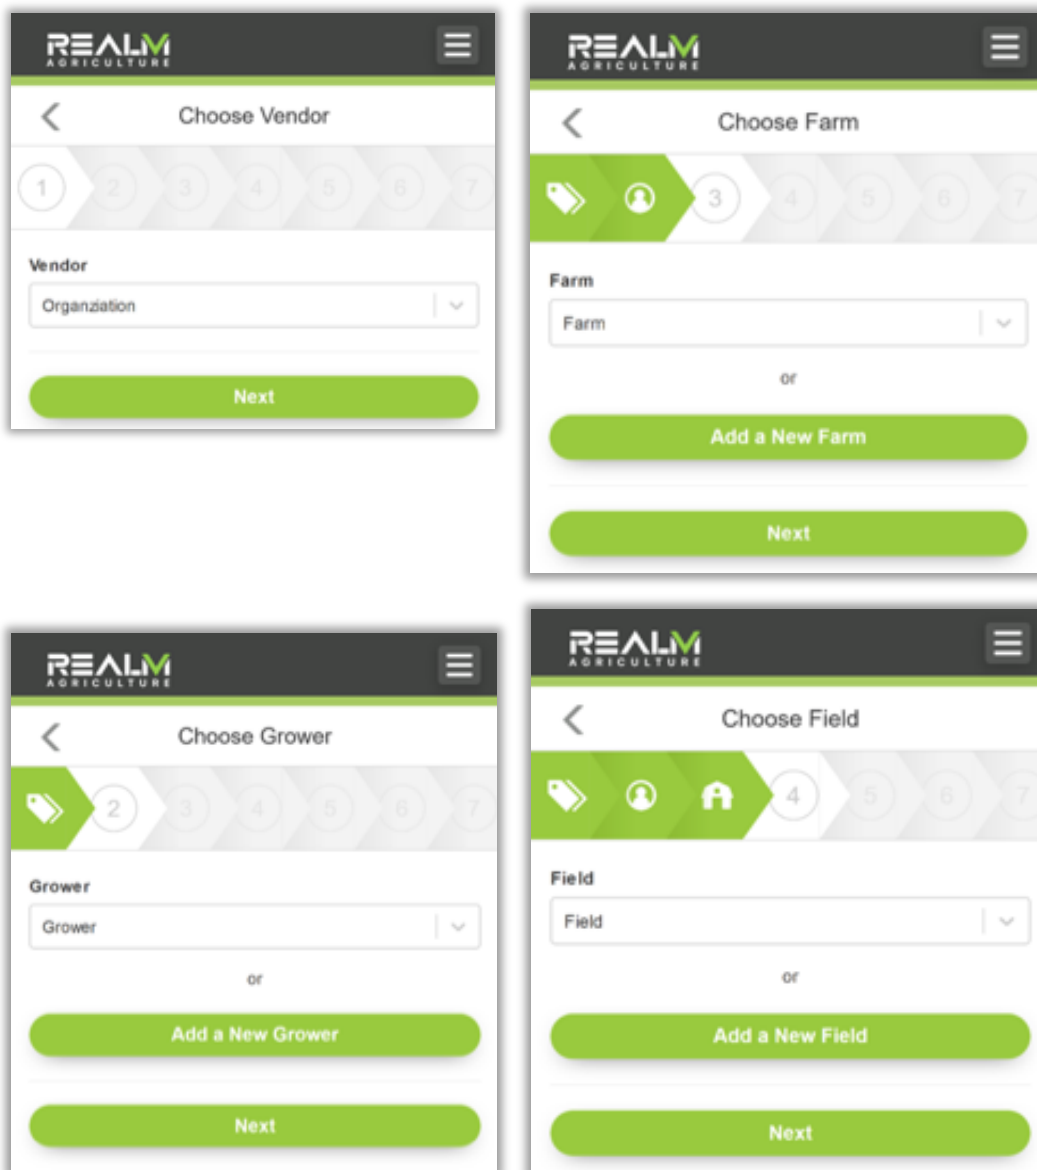 REALM
AGRICULTURE
Choose Vendor
1 2 3 4 5 6 7
Vendor
Organziation
Next
REALM
AGRICULTURE
Choose Farm
3 4 5 6 7
Farm
Farm
or
Add a New Farm
Next
REALM
AGRICULTURE
Choose Grower
2 3 4 5 6 7
Grower
Grower
or
Add a New Grower
Next
REALM
AGRICULTURE
Choose Field
4 5 6 7
Field
Field
or
Add a New Field
Next